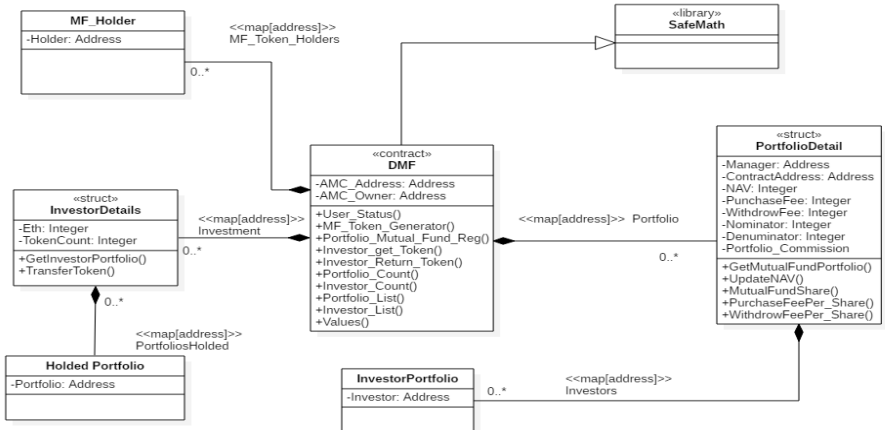 MF_Holder
-Holder: Address
<<map[address]>>
MF_Token_Holders
0..*
«library»
SafeMath
«contract»
DMF
-AMC_Address: Address
-AMC_Owner: Address
+User_Status()
+MF_Token_Generator()
+Portfolio_Mutual_Fund_Reg()
+Investor_get_Token()
+Investor_Return_Token()
+Portfolio_Count()
+Investor_Count()
+Portfolio_List()
+Investor_List()
+Values()
«struct»
InvestorDetails
-Eth: Integer
-TokenCount: Integer
+GetInvestorPortfolio()
+TransferToken()
<<map[address]>>
Investment
0..*
<<map[address]>> Portfolio
0..*
«struct»
PortfolioDetail
-Manager: Address
-ContractAddress: Address
-NAV: Integer
-PunchaseFee: Integer
-WithdrowFee: Integer
-Nominator: Integer
-Denuminator: Integer
-Portfolio_Commission
+GetMutualFundPortfolio()
+UpdateNAV()
+MutualFundShare()
+PurchaseFeePer_Share()
+WithdrowFeePer_Share()
0..*
<<map[address]>>
PortfoliosHolded
Holded Portfolio
-Portfolio: Address
InvestorPortfolio
-Investor: Address
0..*
<<map[address]>>
Investors